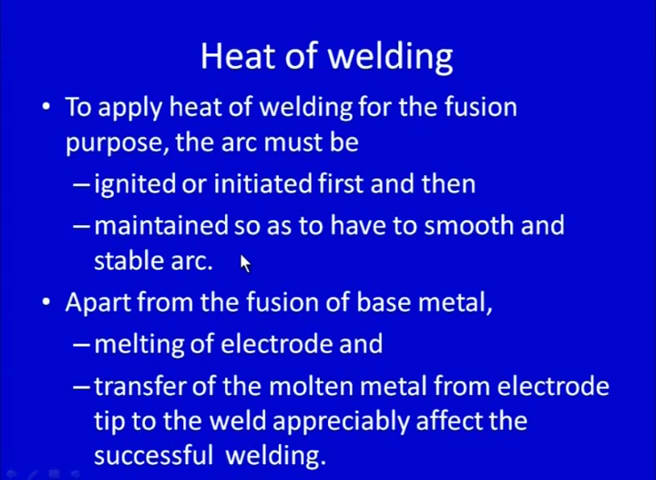 Heat of welding
• To apply heat of welding for the fusion
purpose, the arc must be
–ignited or initiated first and then
–maintained so as to have to smooth and
stable arc.
• Apart from the fusion of base metal,
–melting of electrode and
–transfer of the molten metal from electrode
tip to the weld appreciably affect the
successful welding.